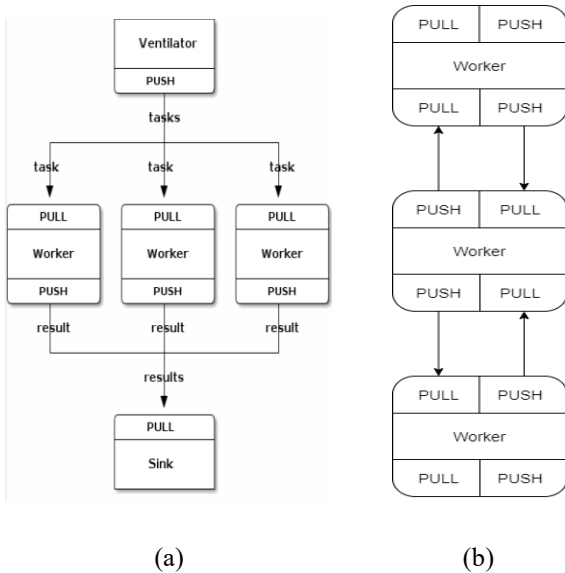 Ventilator
PUSH
tasks
task task task
PULL PULL PULL
Worker Worker Worker
PUSH PUSH PUSH
result result result
results
PULL
Sink
(a)
PULL PUSH
Worker
PULL PUSH
PUSH PULL
Worker
PUSH PULL
PULL PUSH
Worker
PULL PUSH
(b)